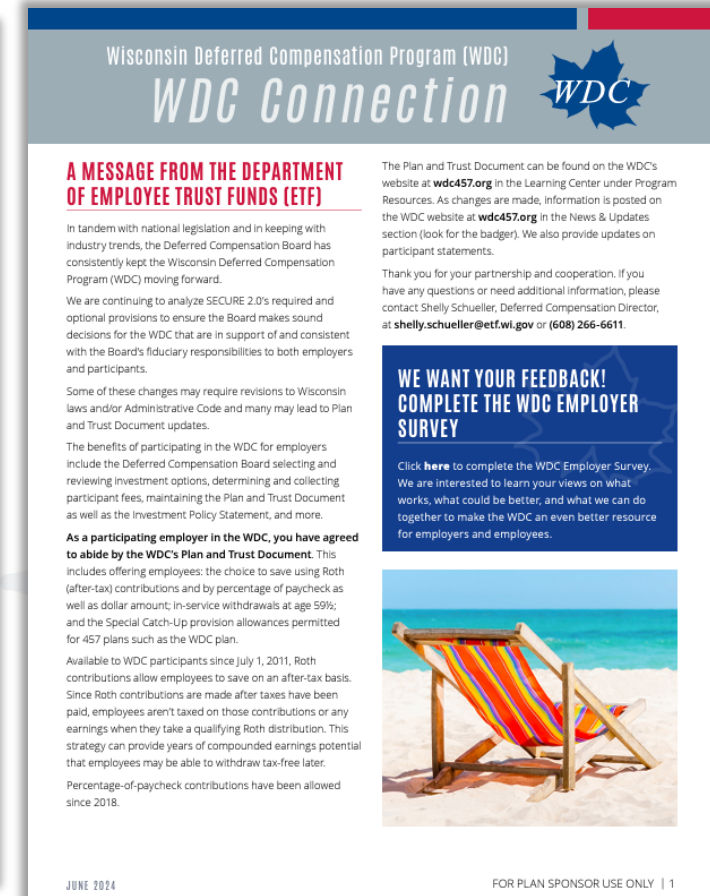 Wisconsin Deferred Compensation Program (WDC)
WDC Connection
WDC
A MESSAGE FROM THE DEPARTMENT
OF EMPLOYEE TRUST FUNDS (ETF)
In tandem with national legislation and in keeping with
industry trends, the Deferred Compensation Board has
consistently kept the Wisconsin Deferred Compensation
Program (WDC) moving forward.
We are continuing to analyze SECURE 2.0's required and
optional provisions to ensure the Board makes sound
decisions for the WDC that are in support of and consistent
with the Board's fiduciary responsibilities to both employers
and participants.
Some of these changes may require revisions to Wisconsin
laws and/or Administrative Code and many may lead to Plan
and Trust Document updates.
The benefits of participating in the WDC for employers
include the Deferred Compensation Board selecting and
reviewing investment options, determining and collecting
participant fees, maintaining the Plan and Trust Document
as well as the Investment Policy Statement, and more.
As a participating employer in the WDC, you have agreed
to abide by the WDC's Plan and Trust Document. This
includes offering employees: the choice to save using Roth
(after-tax) contributions and by percentage of paycheck as
well as dollar amount; in-service withdrawals at age 59½;
and the Special Catch-Up provision allowances permitted
for 457 plans such as the WDC plan.
Available to WDC participants since July 1, 2011, Roth
contributions allow employees to save on an after-tax basis.
Since Roth contributions are made after taxes have been
paid, employees aren't taxed on those contributions or any
earnings when they take a qualifying Roth distribution. This
strategy can provide years of compounded earnings potential
that employees may be able to withdraw tax-free later.
Percentage-of-paycheck contributions have been allowed
since 2018.
The Plan and Trust Document can be found on the WDC's
website at wdc457.org in the Learning Center under Program
Resources. As changes are made, information is posted on
the WDC website at wdc457.org in the News & Updates
section (look for the badger). We also provide updates on
participant statements.
Thank you for your partnership and cooperation. If you
have any questions or need additional information, please
contact Shelly Schueller, Deferred Compensation Director,
at shelly.schueller@etf.wi.gov or (608) 266-6611.
WE WANT YOUR FEEDBACK!
COMPLETE THE WDC EMPLOYER
SURVEY
Click here to complete the WDC Employer Survey.
We are interested to learn your views on what
works, what could be better, and what we can do
together to make the WDC an even better resource
for employers and employees.
JUNE 2024
FOR PLAN SPONSOR USE ONLY | 1